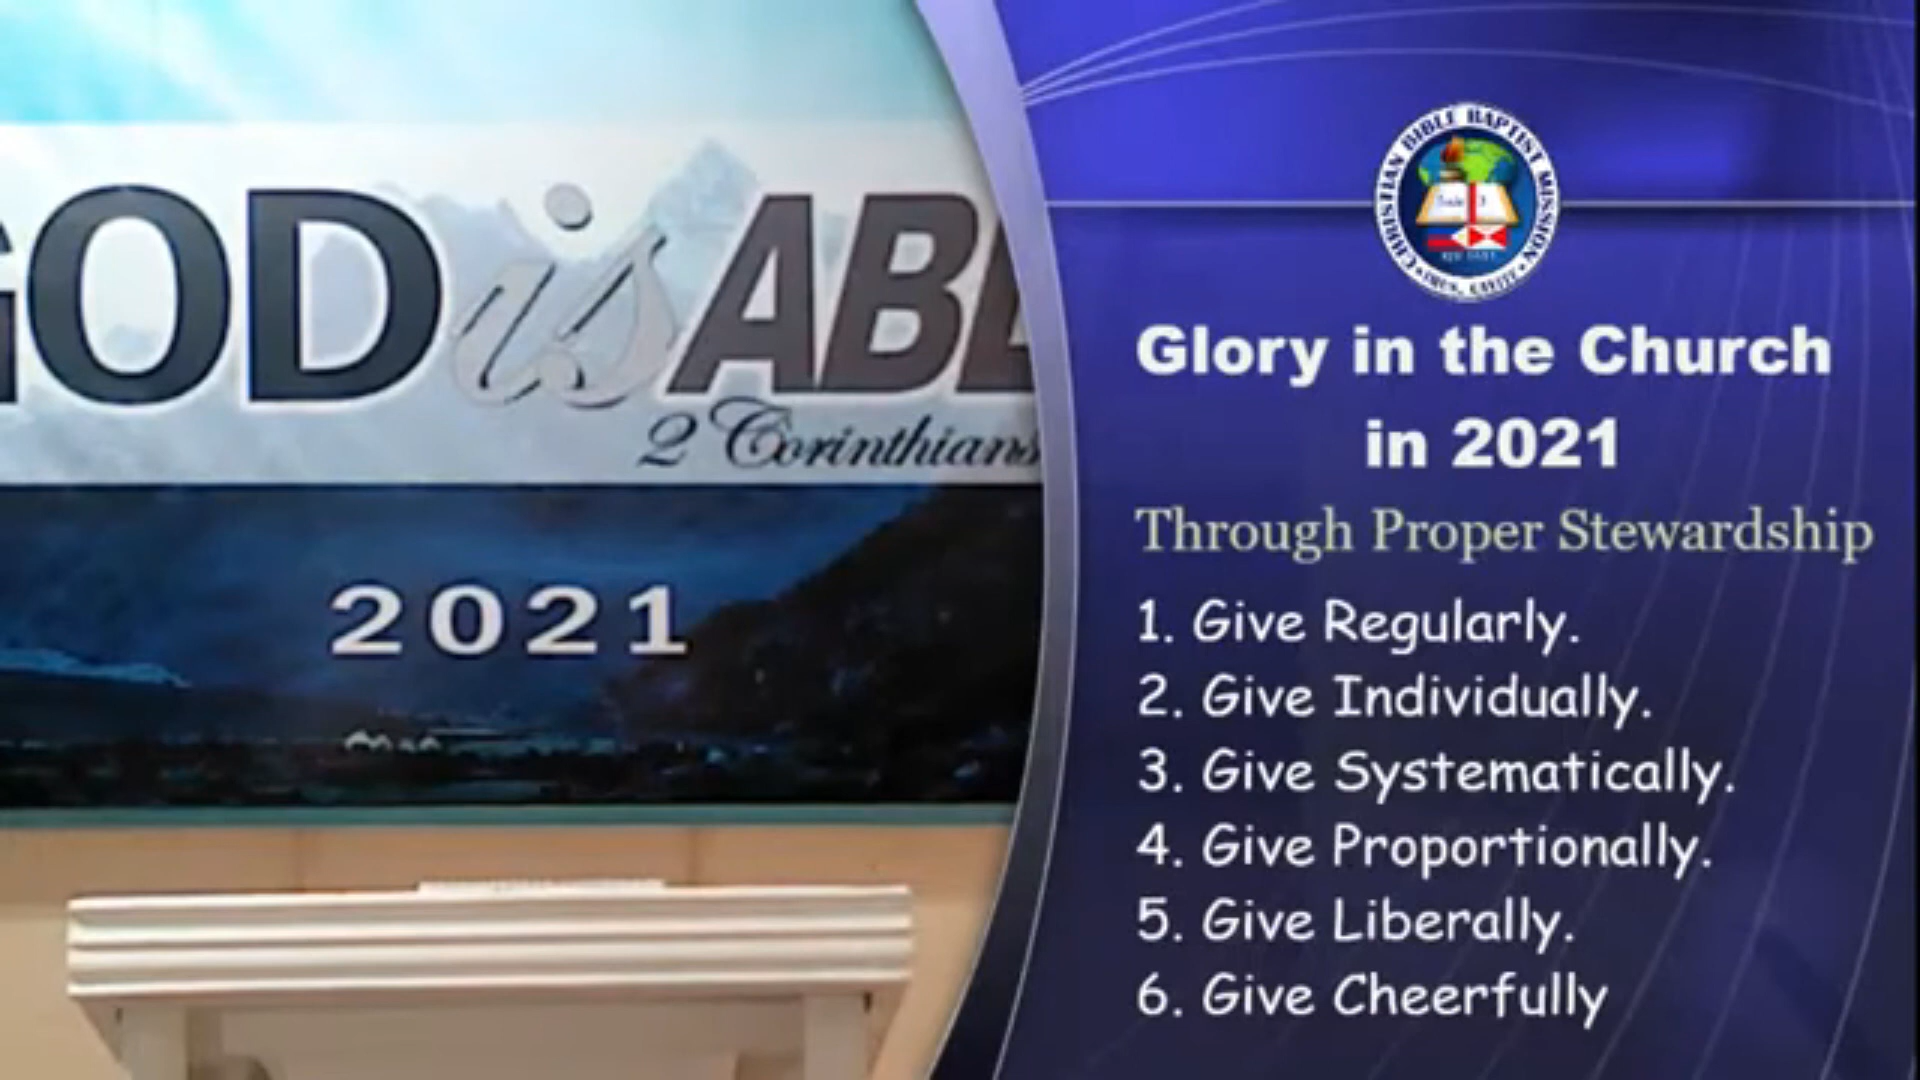 GOD is ABL
2 Corinthians
2021
CHRISTIAN BIBLE BAPTIST MISSION
Glory in the Church
in 2021
Through Proper Stewardship
1. Give Regularly.
2. Give Individually.
3. Give Systematically.
4. Give Proportionally.
5. Give Liberally.
6. Give Cheerfully